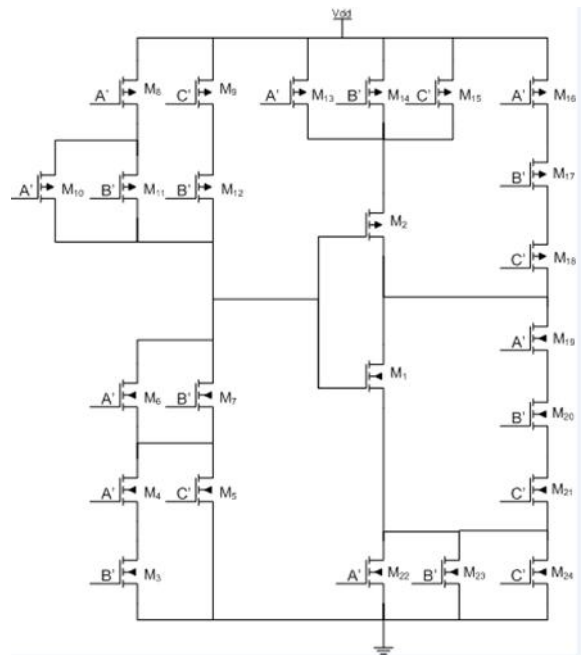 Vdd
A' M8 C' M9 A' M13 B' M14 C' M15 A' M16
A' M10 B' M11 B' M12 B' M17
M2 C' M18
A' M19
M1
A' M6 B' M7 B' M20
A' M4 C' M5 C' M21
B' M3 A' M22 B' M23 C' M24